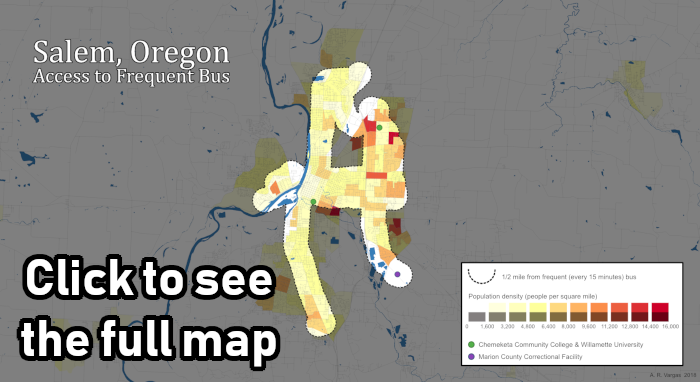 Salem, Oregon
Access to Frequent Bus
Click to see
the full map
1/2 mile from frequent (every 15 minutes) bus
Population density (people per square mile)
0 1,600 3,200 4,800 6,400 8,000 9,600 11,200 12,800 14,400 16,000
Chemeketa Community College & Willamette University
Marion County Correctional Facility
A. R. Vargas 2016